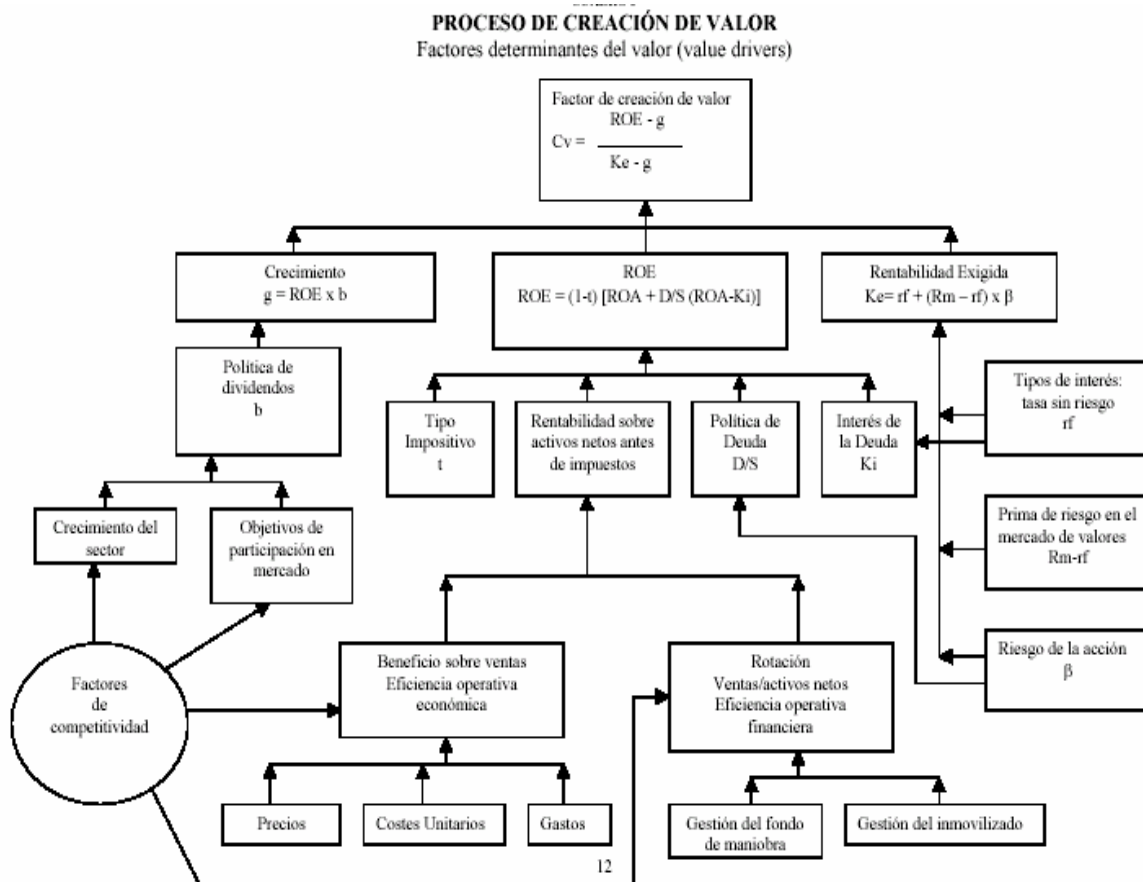 PROCESO DE CREACIÓN DE VALOR
Factores determinantes del valor (value drivers)
Factor de creación de valor
ROE - g
Cv =
Ke - g
Crecimiento
g = ROE x b
ROE
ROE = (1-t) [ROA + D/S (ROA-Ki)]
Rentabilidad Exigida
Ke= rf + (Rm – rf) x β
Política de
dividendos
b
Tipo
Impositivo
t
Rentabilidad sobre
activos netos antes
de impuestos
Política de
Deuda
D/S
Interés de
la Deuda
Ki
Tipos de interés:
tasa sin riesgo
rf
Crecimiento del
sector
Objetivos de
participación en
mercado
Prima de riesgo en el
mercado de valores
Rm-rf
Factores
de
competitividad
Beneficio sobre ventas
Eficiencia operativa
económica
Rotación
Ventas/activos netos
Eficiencia operativa
financiera
Riesgo de la acción
β
Precios
Costes Unitarios
Gastos
Gestión del fondo
de maniobra
Gestión del inmovilizado
12